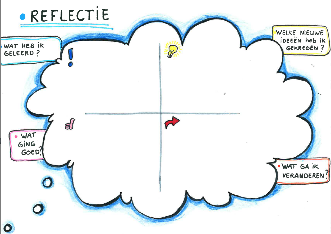 • REFLECTIE
• WAT HEB IK
GELEERD?
WELKE NIEUWE
IDEEËN HEB IK
GEKREGEN?
• WAT
GING
GOED?
• WAT GA IK
VERANDEREN?